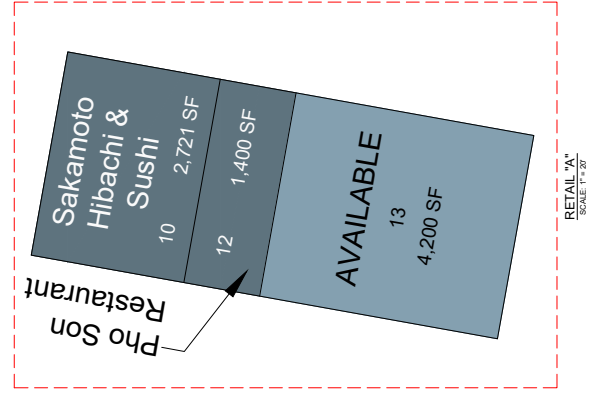 Sakamoto
Hibachi &
Sushi
10
2,721 SF
12
1,400 SF
Pho Son
Restaurant
AVAILABLE
13
4,200 SF
RETAIL "A"
SCALE: 1" = 20'